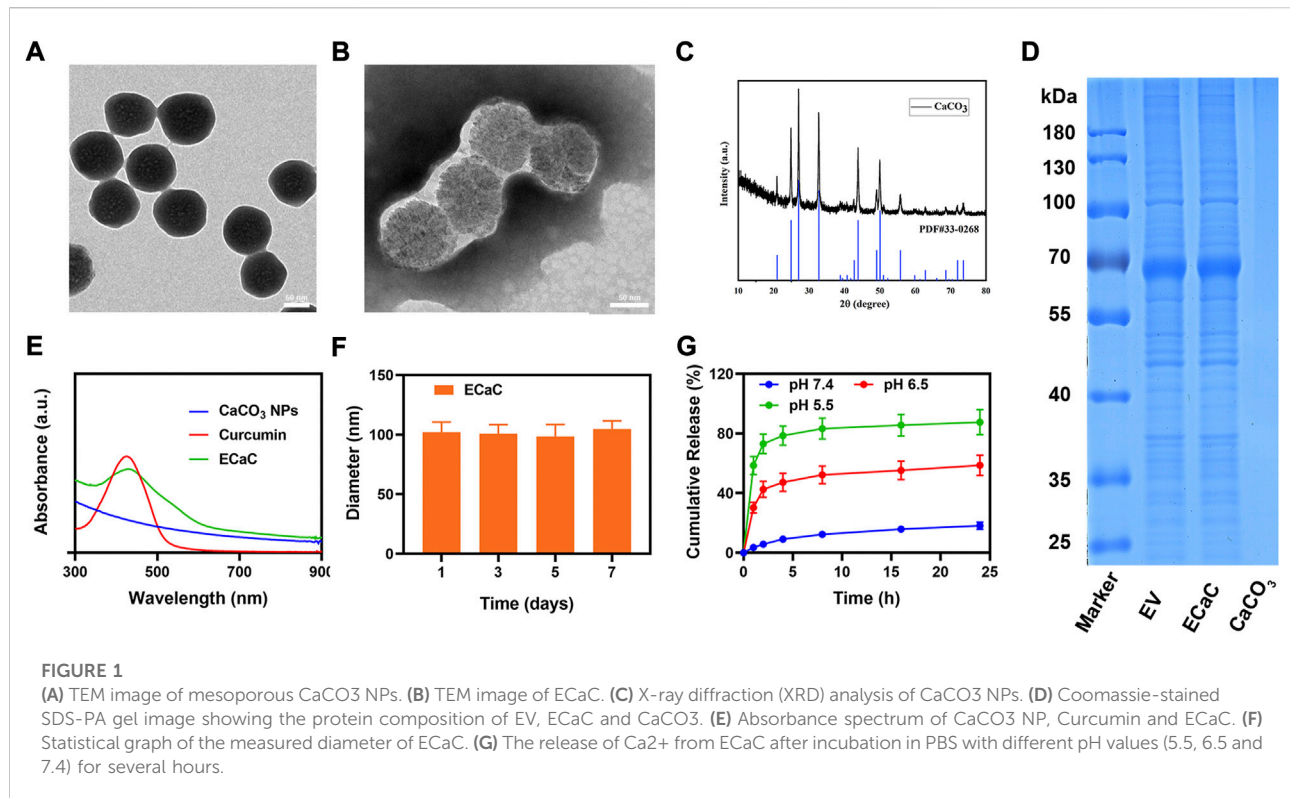 A
50 nm
B
50 nm
C
Intensity (a.u.)
CaCO₃
PDF#33-0268
10 20 30 40 50 60 70 80
2θ (degree)
D
kDa
180
130
100
70
55
40
35
25
Marker
EV
ECaC
CaCO₃
E
Absorbance (a.u.)
CaCO₃ NPs
Curcumin
ECaC
300 500 700 900
Wavelength (nm)
F
Diameter (nm)
150
100
50
0
ECaC
1 3 5 7
Time (days)
G
Cumulative Release (%)
120
80
40
0
pH 7.4
pH 6.5
pH 5.5
0 5 10 15 20 25
Time (h)
FIGURE 1
(A) TEM image of mesoporous CaCO3 NPs. (B) TEM image of ECaC. (C) X-ray diffraction (XRD) analysis of CaCO3 NPs. (D) Coomassie-stained
SDS-PA gel image showing the protein composition of EV, ECaC and CACO3. (E) Absorbance spectrum of CaCO3 NP, Curcumin and ECaC. (F)
Statistical graph of the measured diameter of ECaC. (G) The release of Ca2+ from ECaC after incubation in PBS with different pH values (5.5, 6.5 and
7.4) for several hours.